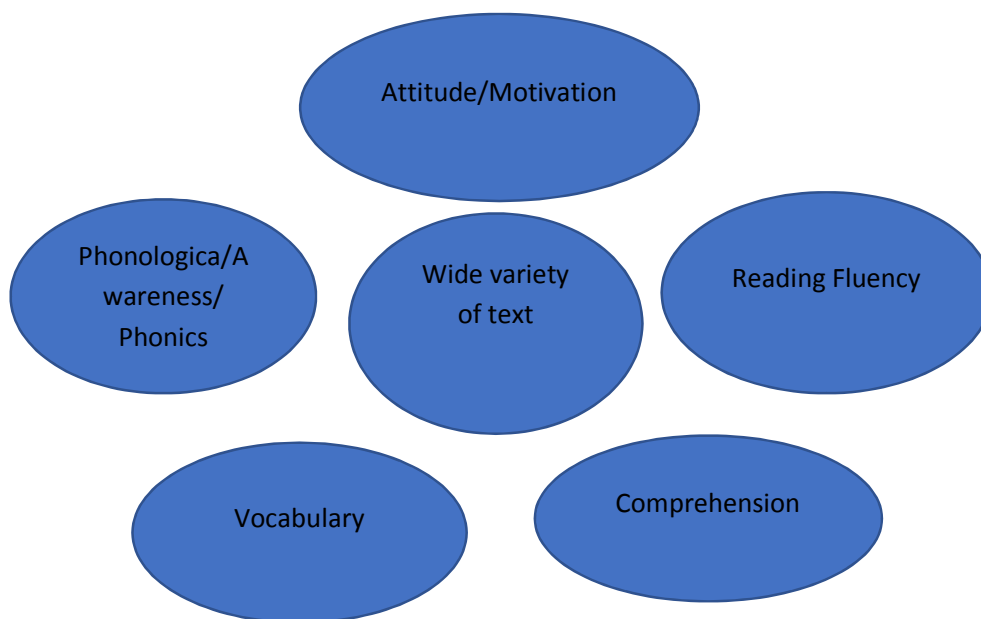 Attitude/Motivation
Phonologica/A
wareness/
Phonics
Wide variety
of text
Reading Fluency
Vocabulary
Comprehension